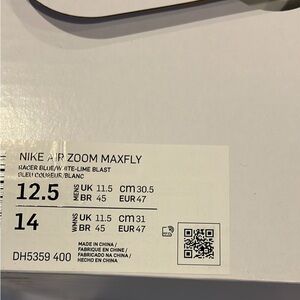 NIKE AIR ZOOM MAXFLY
RACER BLUE/WHITE-LIME BLAST
BLEU COUREUR/BLANC
12.5 MENS UK 11.5 cm 30.5
BR 45 EUR 47
14 WMNS UK 11.5 cm 31
BR 45 EUR 47
MADE IN CHINA /
FABRIQUÉ EN CHINE /
FABRICADO NA CHINA /
DH5359 400 HECHO EN CHINA